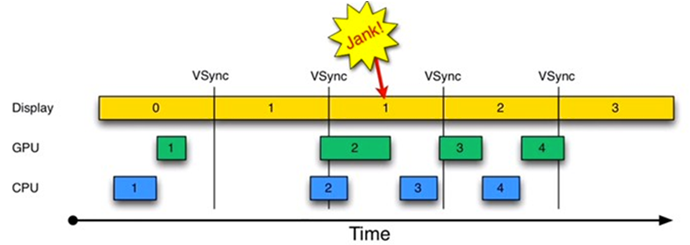 Jank!
VSync VSync VSync VSync
Display 0 1 1 2 3
GPU 1 2 3 4
CPU 1 2 3 4
Time